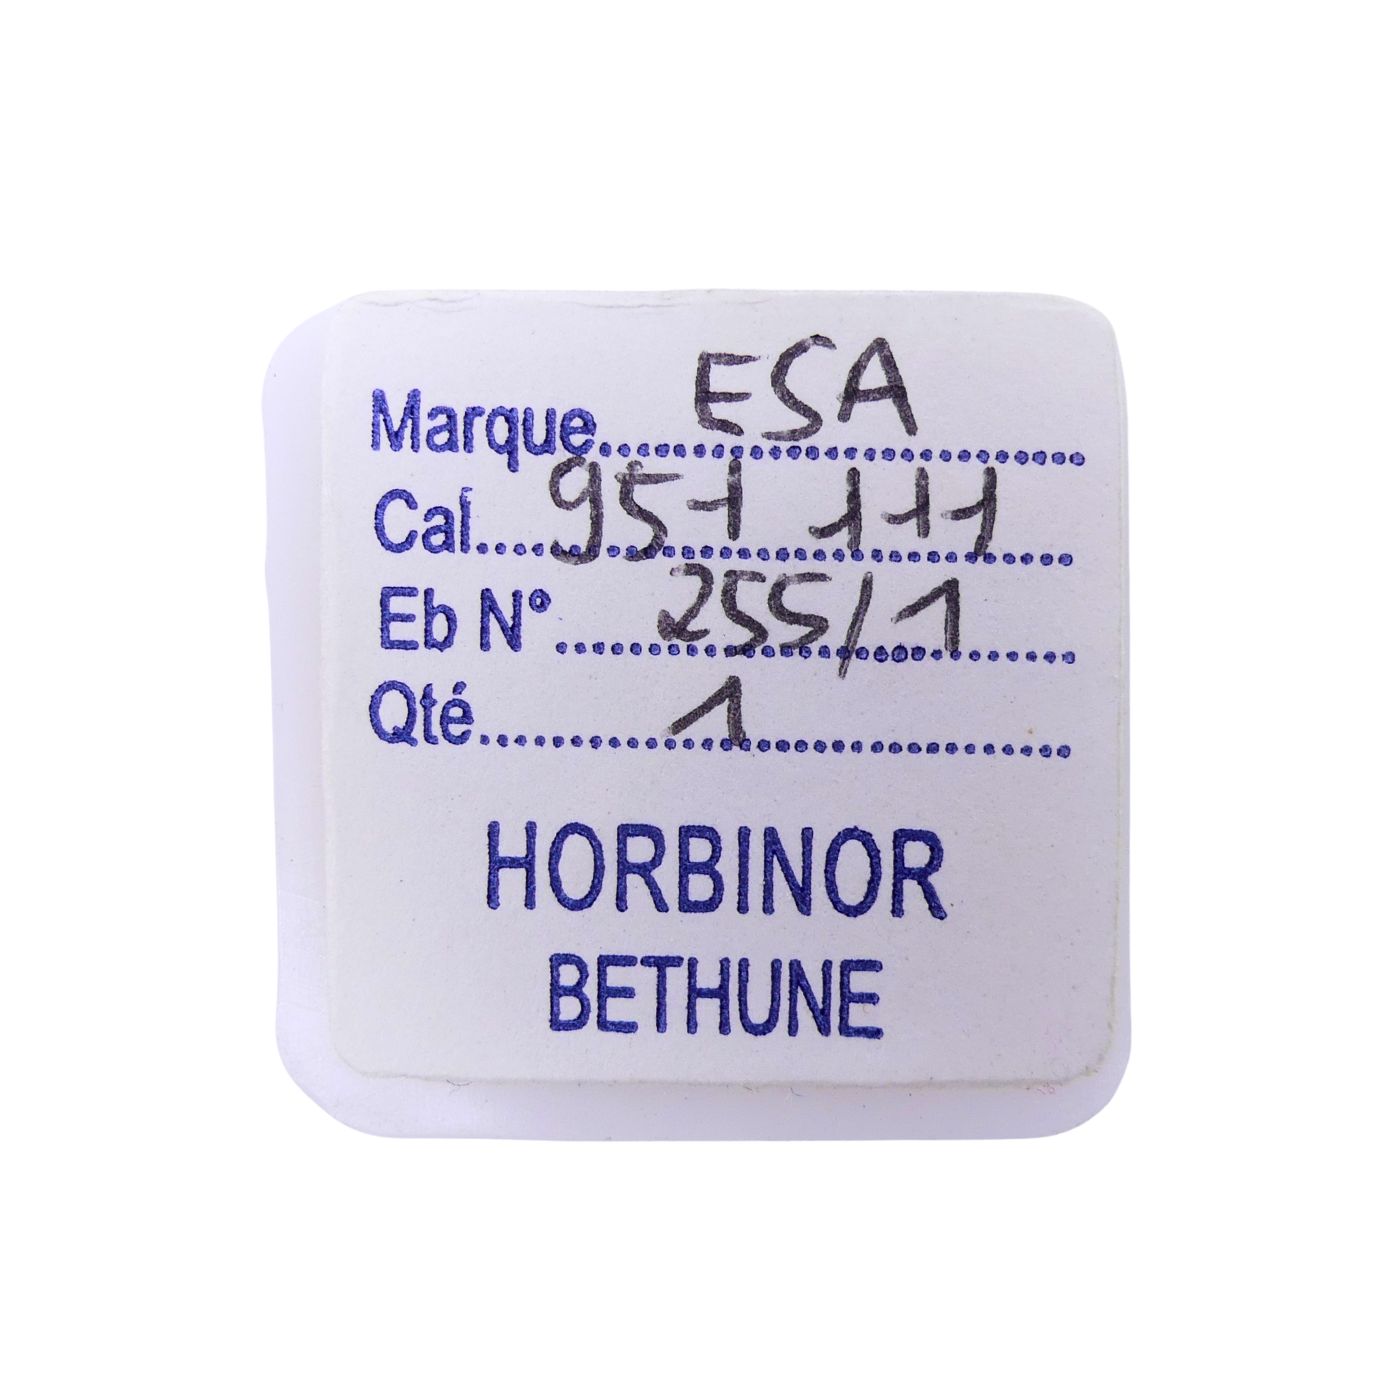 Marque.......ESA.......
Cal....951 111....
Eb N° ....255/1....
Qté....1....
HORBINOR
BETHUNE